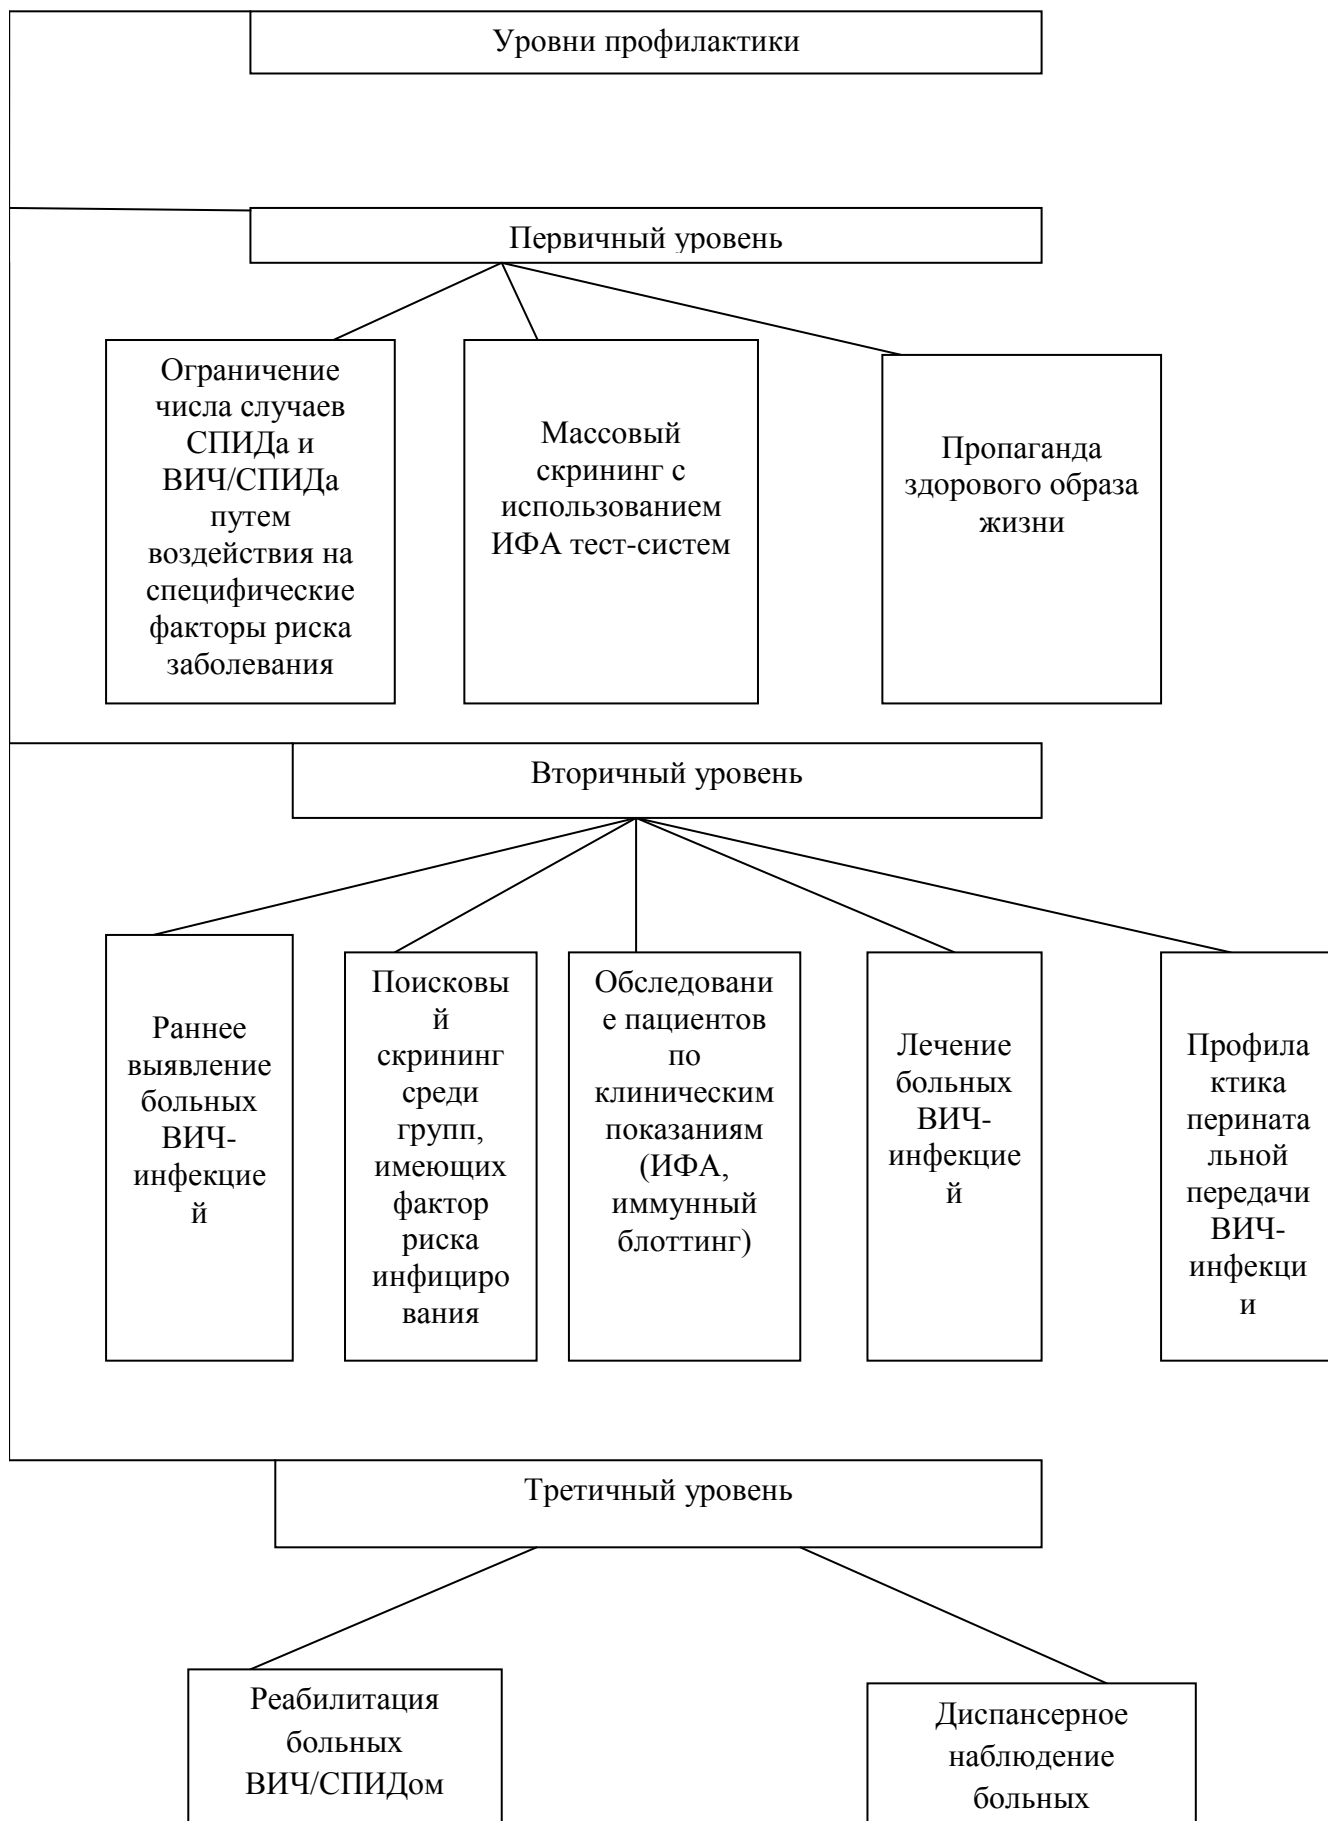 Уровни профилактики
Первичный уровень
Ограничение
числа случаев
СПИДа и
ВИЧ/СПИДа
путем
воздействия на
специфические
факторы риска
заболевания
Массовый
скрининг с
использованием
ИФА тест-систем
Пропаганда
здорового образа
жизни
Вторичный уровень
Раннее
выявление
больных
ВИЧ-
инфекцие
й
Поисковы
й
скрининг
среди
групп,
имеющих
фактор
риска
инфициро
вания
Обследовани
е пациентов
по
клиническим
показаниям
(ИФА,
иммунный
блоттинг)
Лечение
больных
ВИЧ-
инфекцие
й
Профила
ктика
перината
льной
передачи
ВИЧ-
инфекци
и
Третичный уровень
Реабилитация
больных
ВИЧ/СПИДом
Диспансерное
наблюдение
больных